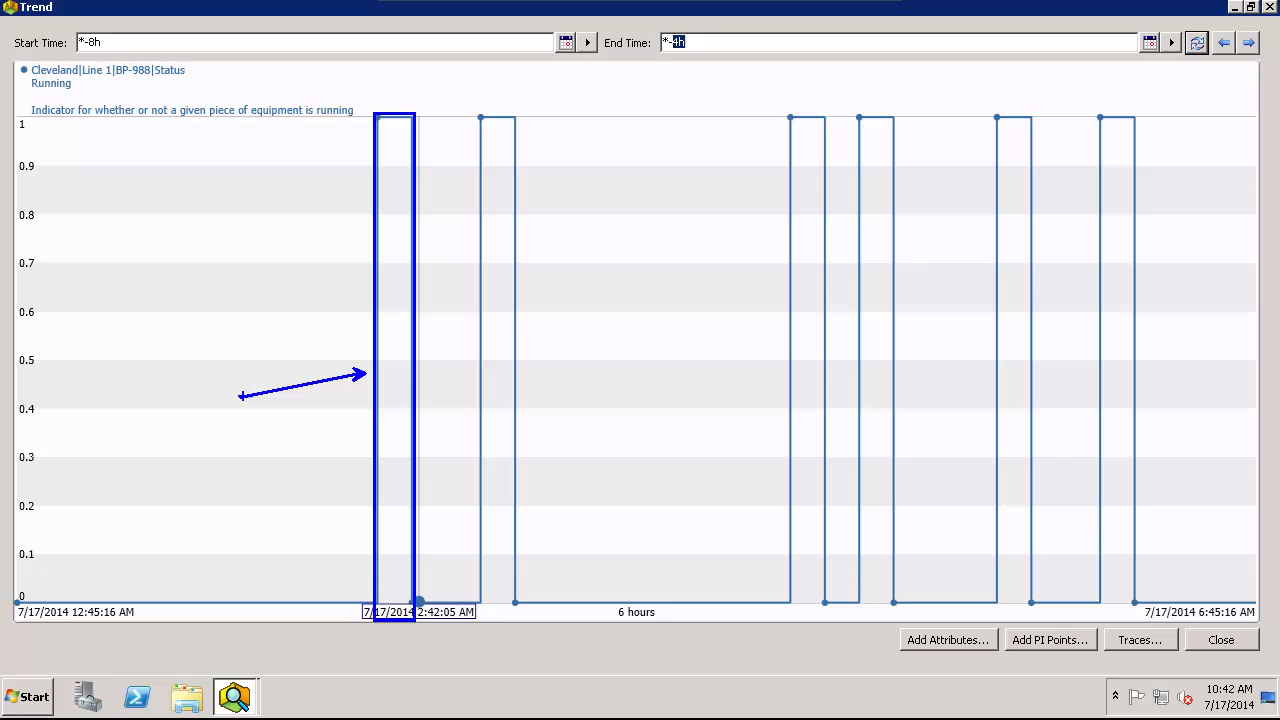 Trend
Start Time: *-8h End Time: *-4h
Cleveland|Line 1|BP-988|Status
Running
Indicator for whether or not a given piece of equipment is running
1
0.9
0.8
0.7
0.6
0.5
0.4
0.3
0.2
0.1
0
7/17/2014 12:45:16 AM 7/17/2014 2:42:05 AM 6 hours 7/17/2014 6:45:16 AM
Add Attributes... Add PI Points... Traces... Close
Start
10:42 AM
7/17/2014